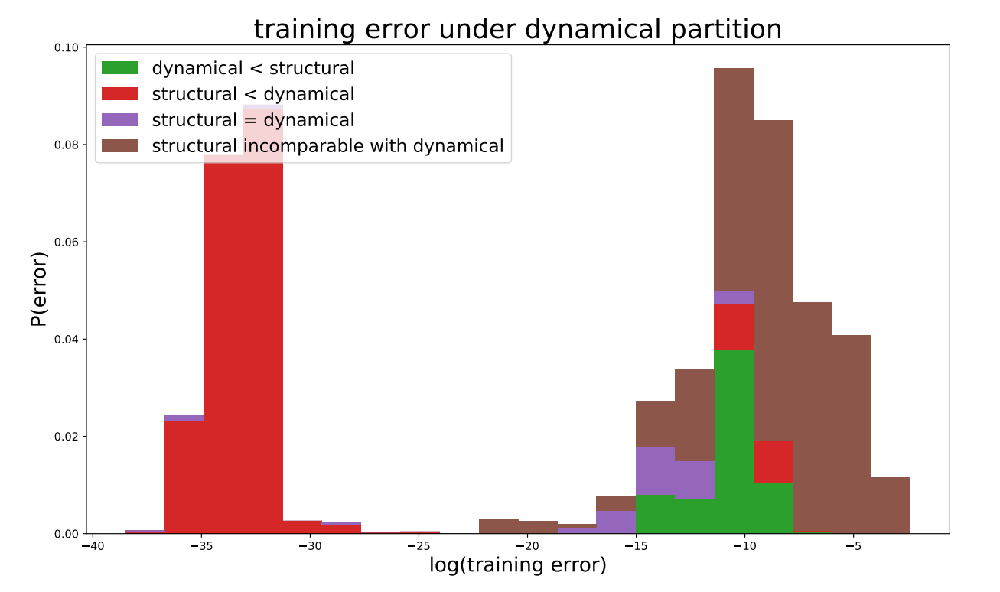 training error under dynamical partition
dynamical < structural
structural < dynamical
structural = dynamical
structural incomparable with dynamical
P(error)
0.10
0.08
0.06
0.04
0.02
0.00
−40 −35 −30 −25 −20 −15 −10 −5
log(training error)